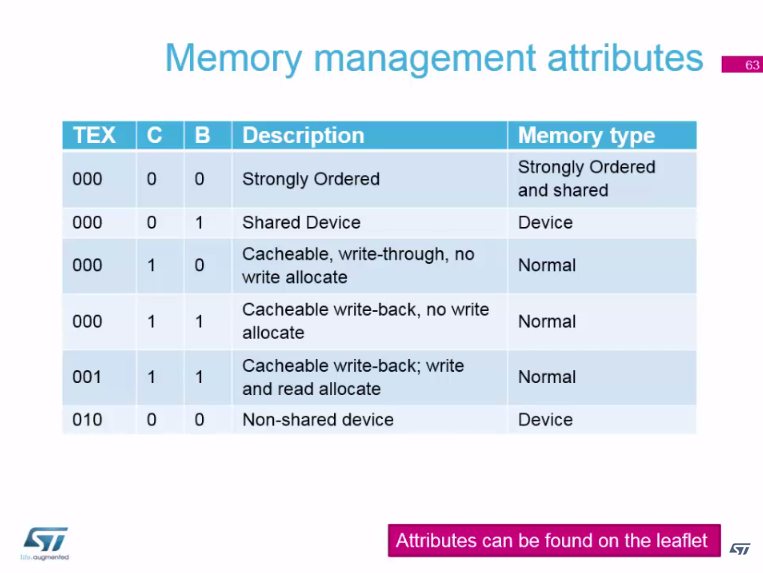 Memory management attributes
63
TEX C B Description Memory type
000 0 0 Strongly Ordered Strongly Ordered
and shared
000 0 1 Shared Device Device
000 1 0 Cacheable, write-through, no
write allocate Normal
000 1 1 Cacheable write-back, no write
allocate Normal
001 1 1 Cacheable write-back; write
and read allocate Normal
010 0 0 Non-shared device Device
ST
life.augmented
Attributes can be found on the leaflet
ST